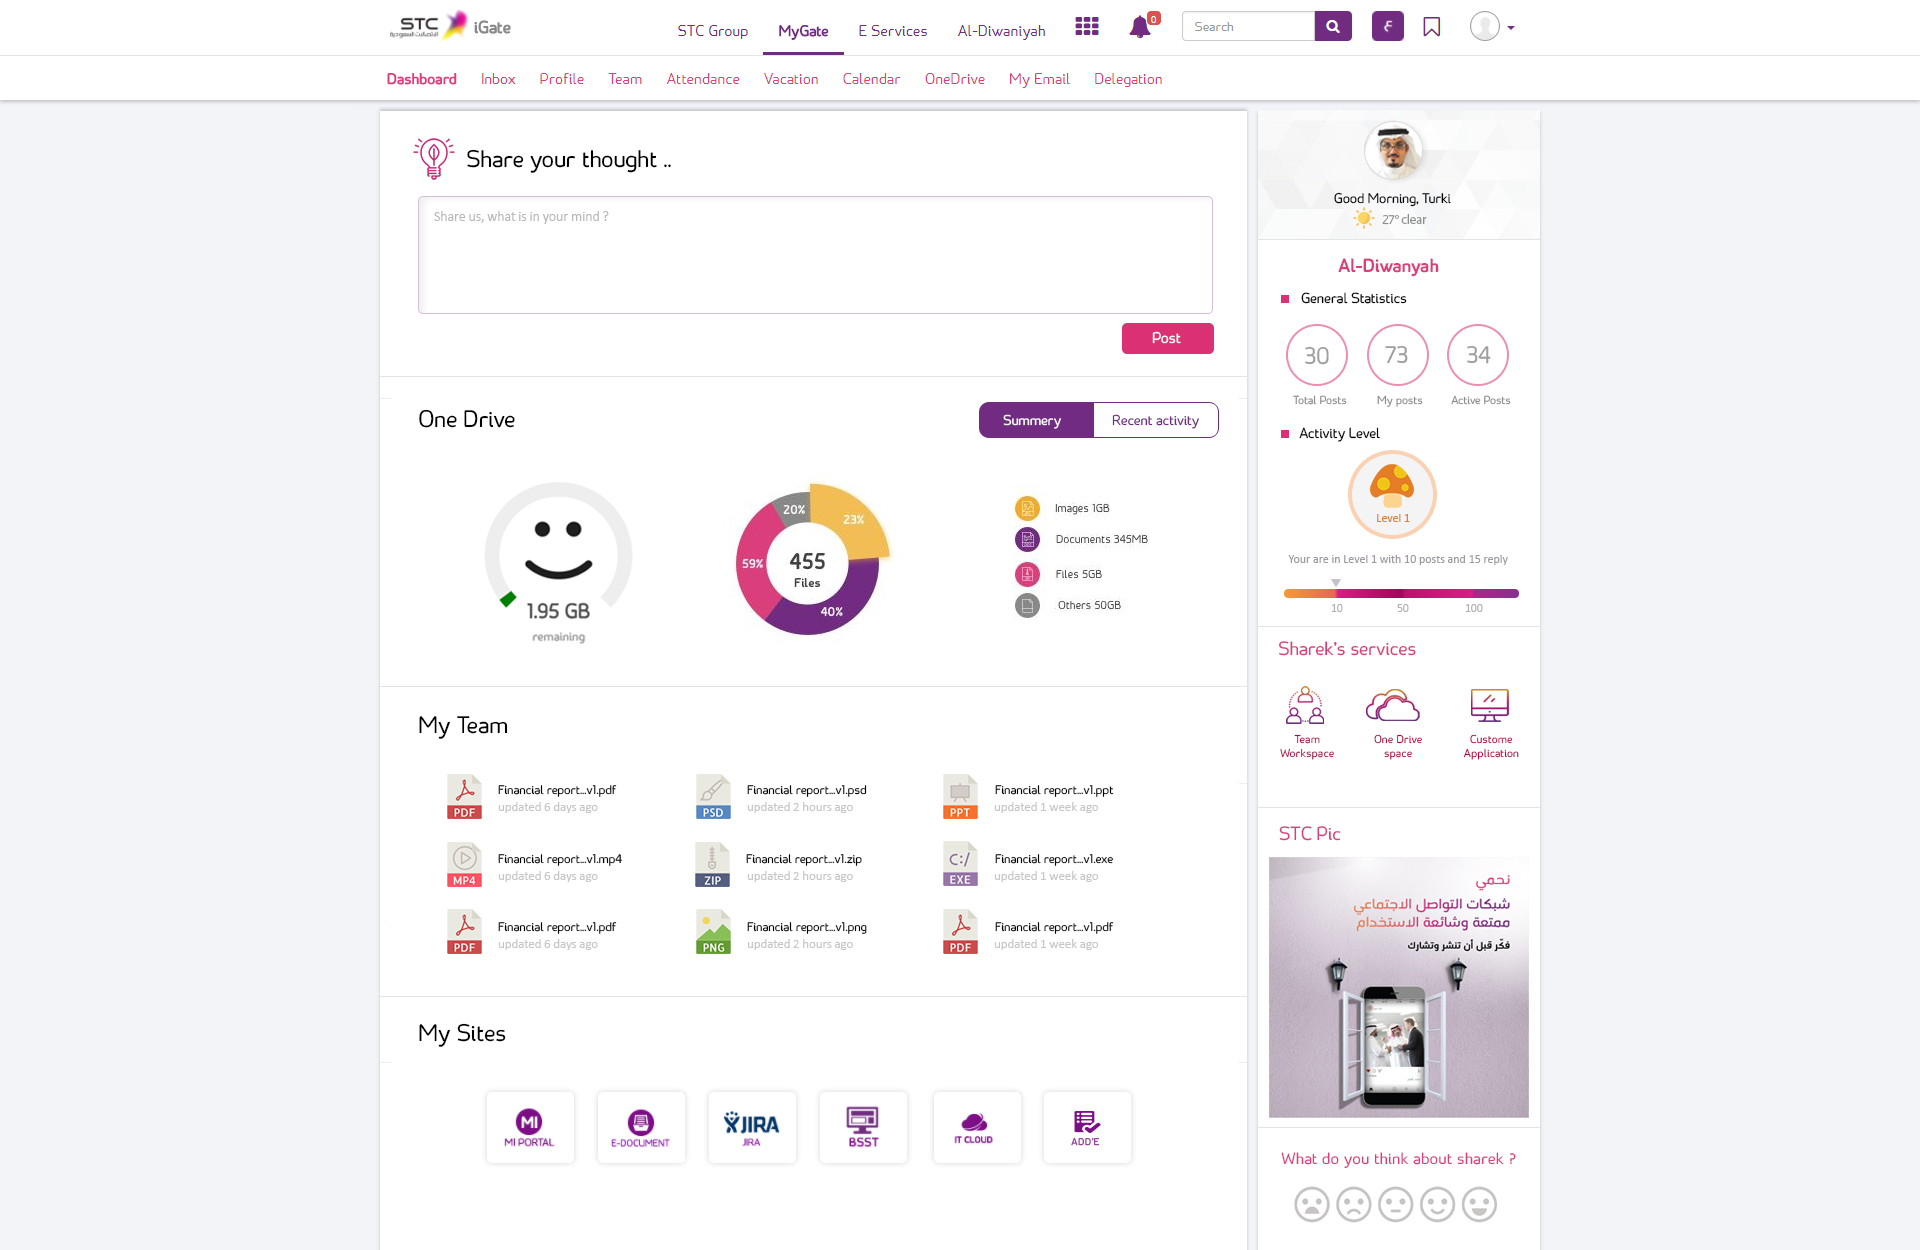 STC
الاتصالات السعودية
iGate
STC Group
MyGate
E Services
Al-Diwaniyah
0
Search
ع
Dashboard
Inbox
Profile
Team
Attendance
Vacation
Calendar
OneDrive
My Email
Delegation
Share your thought ..
Share us, what is in your mind ?
Post
One Drive
Summery
Recent activity
1.95 GB
remaining
20%
23%
59%
40%
455
Files
Images 1GB
Documents 345MB
Files 5GB
Others 50GB
My Team
PDF
Financial report...v1.pdf
updated 6 days ago
PSD
Financial report...v1.psd
updated 2 hours ago
PPT
Financial report...v1.ppt
updated 1 week ago
MP4
Financial report...v1.mp4
updated 6 days ago
ZIP
Financial report...v1.zip
updated 2 hours ago
C:/
EXE
Financial report...v1.exe
updated 1 week ago
PDF
Financial report...v1.pdf
updated 6 days ago
PNG
Financial report...v1.png
updated 2 hours ago
PDF
Financial report...v1.pdf
updated 1 week ago
My Sites
MI
MI PORTAL
E-DOCUMENT
JIRA
JIRA
BSST
IT CLOUD
ADD'E
Good Morning, Turki
27° clear
Al-Diwanyah
General Statistics
30
73
34
Total Posts
My posts
Active Posts
Activity Level
Level 1
Your are in Level 1 with 10 posts and 15 reply
10
50
100
Sharek's services
Team
Workspace
One Drive
space
Custome
Application
STC Pic
نحمي
شبكات التواصل الاجتماعي
ممتعة وشائعة الاستخدام
فكّر قبل أن تنشر وتشارك
What do you think about sharek ?